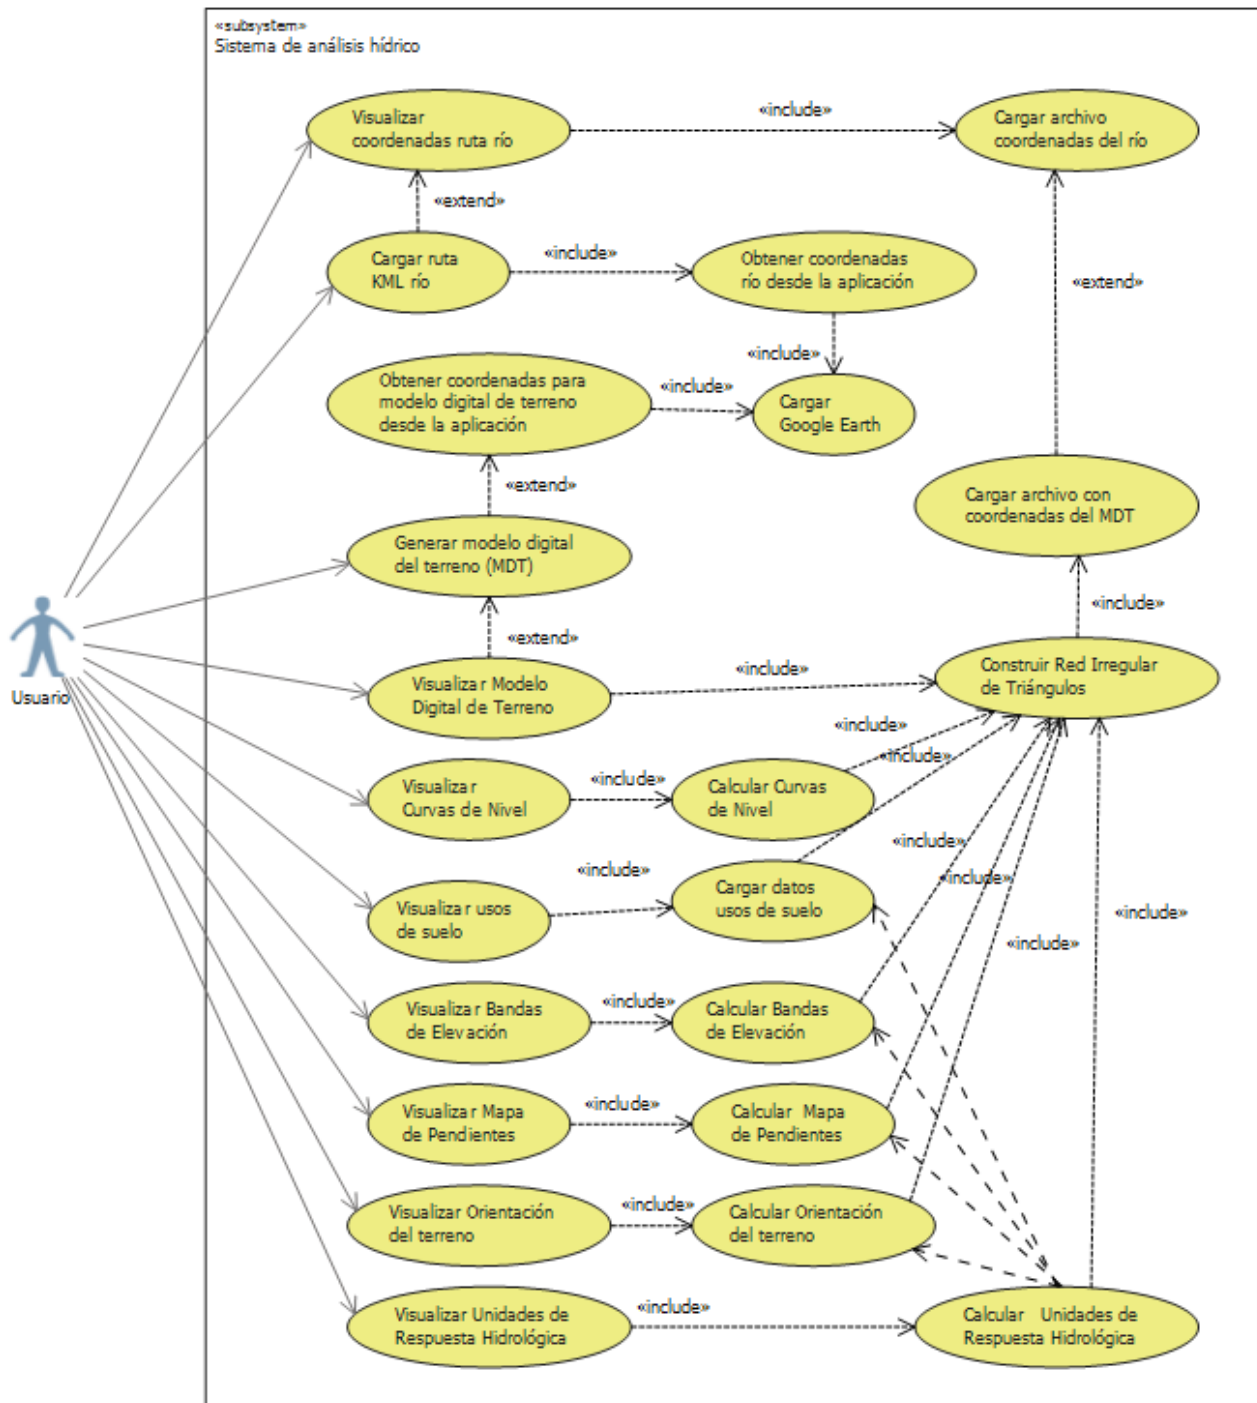 «subsystem»
Sistema de análisis hídrico
Visualizar
coordenadas ruta río
«include»
Cargar archivo
coordenadas del río
«extend»
Cargar ruta
KML río
«include»
Obtener coordenadas
río desde la aplicación
«extend»
«include»
Obtener coordenadas para
modelo digital de terreno
desde la aplicación
«include»
Cargar
Google Earth
«extend»
Cargar archivo con
coordenadas del MDT
Generar modelo digital
del terreno (MDT)
«include»
«extend»
Usuario
Visualizar Modelo
Digital de Terreno
«include»
Construir Red Irregular
de Triángulos
«include»
«include»
Visualizar
Curvas de Nivel
«include»
Calcular Curvas
de Nivel
«include»
Visualizar usos
de suelo
«include»
Cargar datos
usos de suelo
«include»
«include»
«include»
Visualizar Bandas
de Elevación
«include»
Calcular Bandas
de Elevación
Visualizar Mapa
de Pendientes
«include»
Calcular Mapa
de Pendientes
Visualizar Orientación
del terreno
«include»
Calcular Orientación
del terreno
Visualizar Unidades de
Respuesta Hidrológica
«include»
Calcular Unidades de
Respuesta Hidrológica
«include»